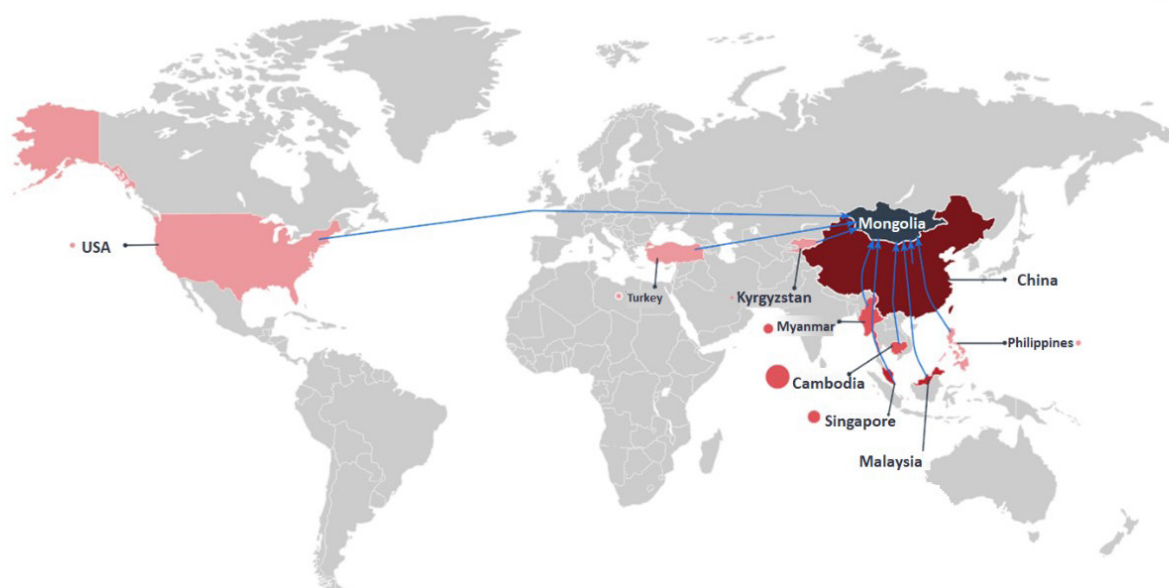 Mongolia
USA
China
Turkey
Kyrgyzstan
Myanmar
Philippines
Cambodia
Singapore
Malaysia